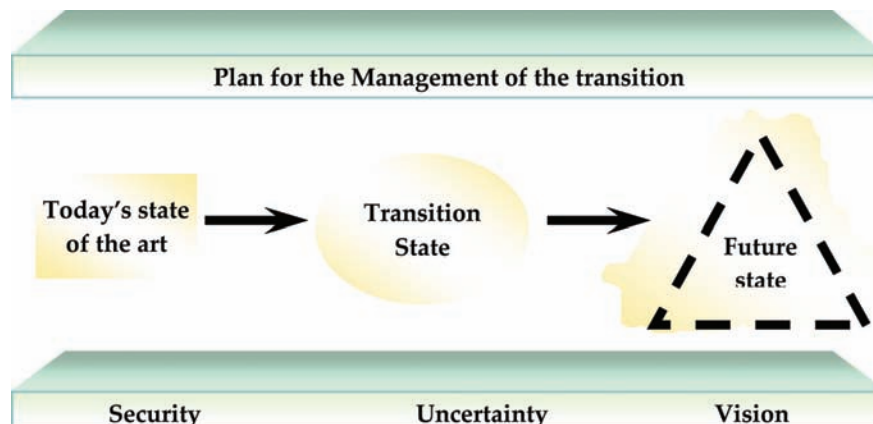 Plan for the Management of the transition
Today's state
of the art
Transition
State
Future
state
Security
Uncertainty
Vision